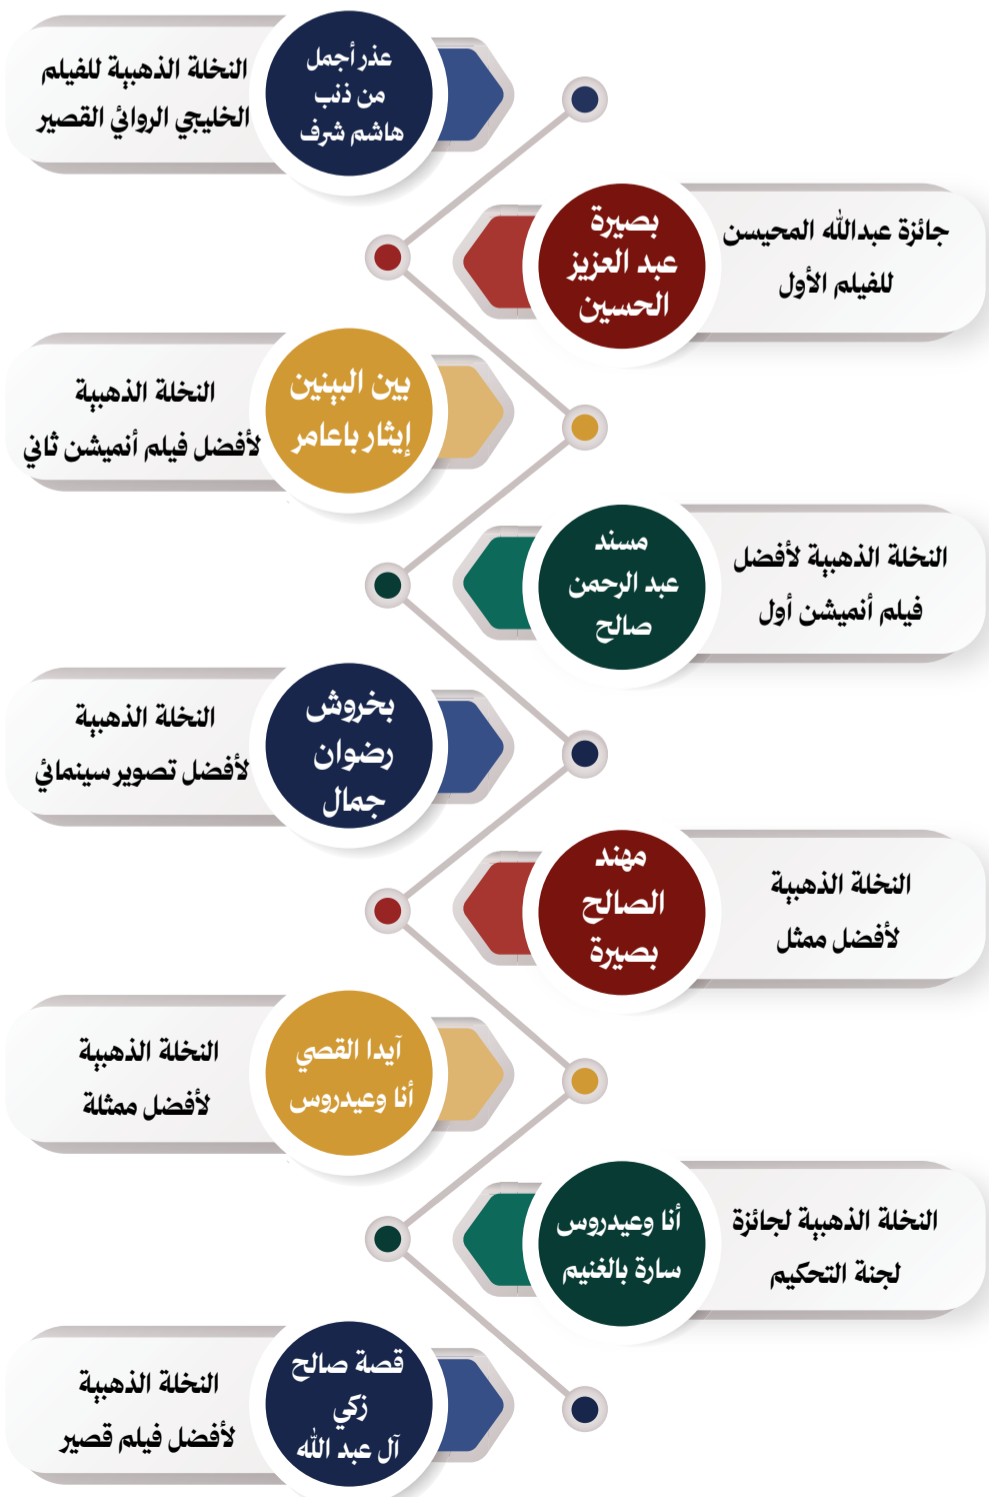 عذر أجمل
من ذنب
هاشم شرف
النخلة الذهبية للفيلم
الخليجي الروائي القصير
جائزة عبدالله المحيسن
للفيلم الأول
بصيرة
عبد العزيز
الحسين
بين البينين
إيثار باعامر
النخلة الذهبية
لأفضل فيلم أنميشن ثاني
النخلة الذهبية لأفضل
فيلم أنميشن أول
مسند
عبد الرحمن
صالح
بخروش
رضوان
جمال
النخلة الذهبية
لأفضل تصوير سينمائي
النخلة الذهبية
لأفضل ممثل
مهند
الصالح
بصيرة
آيدا القصي
أنا وعيدروس
النخلة الذهبية
لأفضل ممثلة
النخلة الذهبية لجائزة
لجنة التحكيم
أنا وعيدروس
سارة بالغنيم
قصة صالح
زكي
آل عبد الله
النخلة الذهبية
لأفضل فيلم قصير